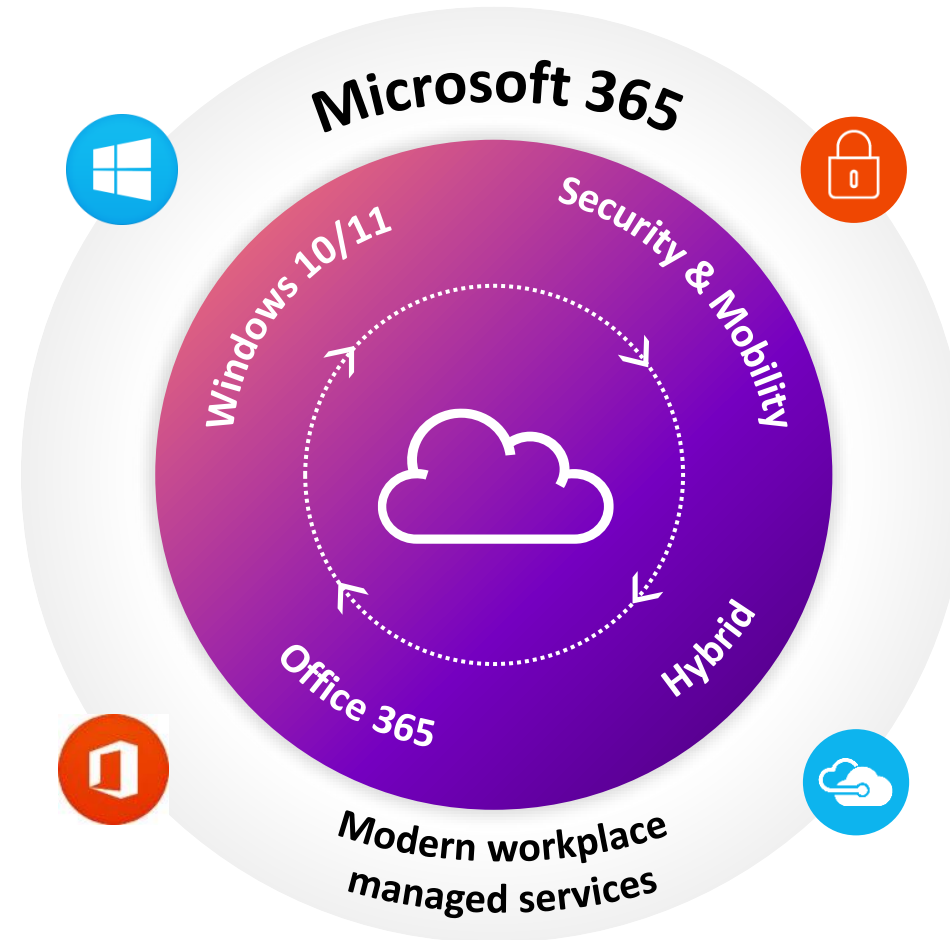 Microsoft 365
Windows 10/11
Security & Mobility
Office 365
Hybrid
Modern workplace
managed services